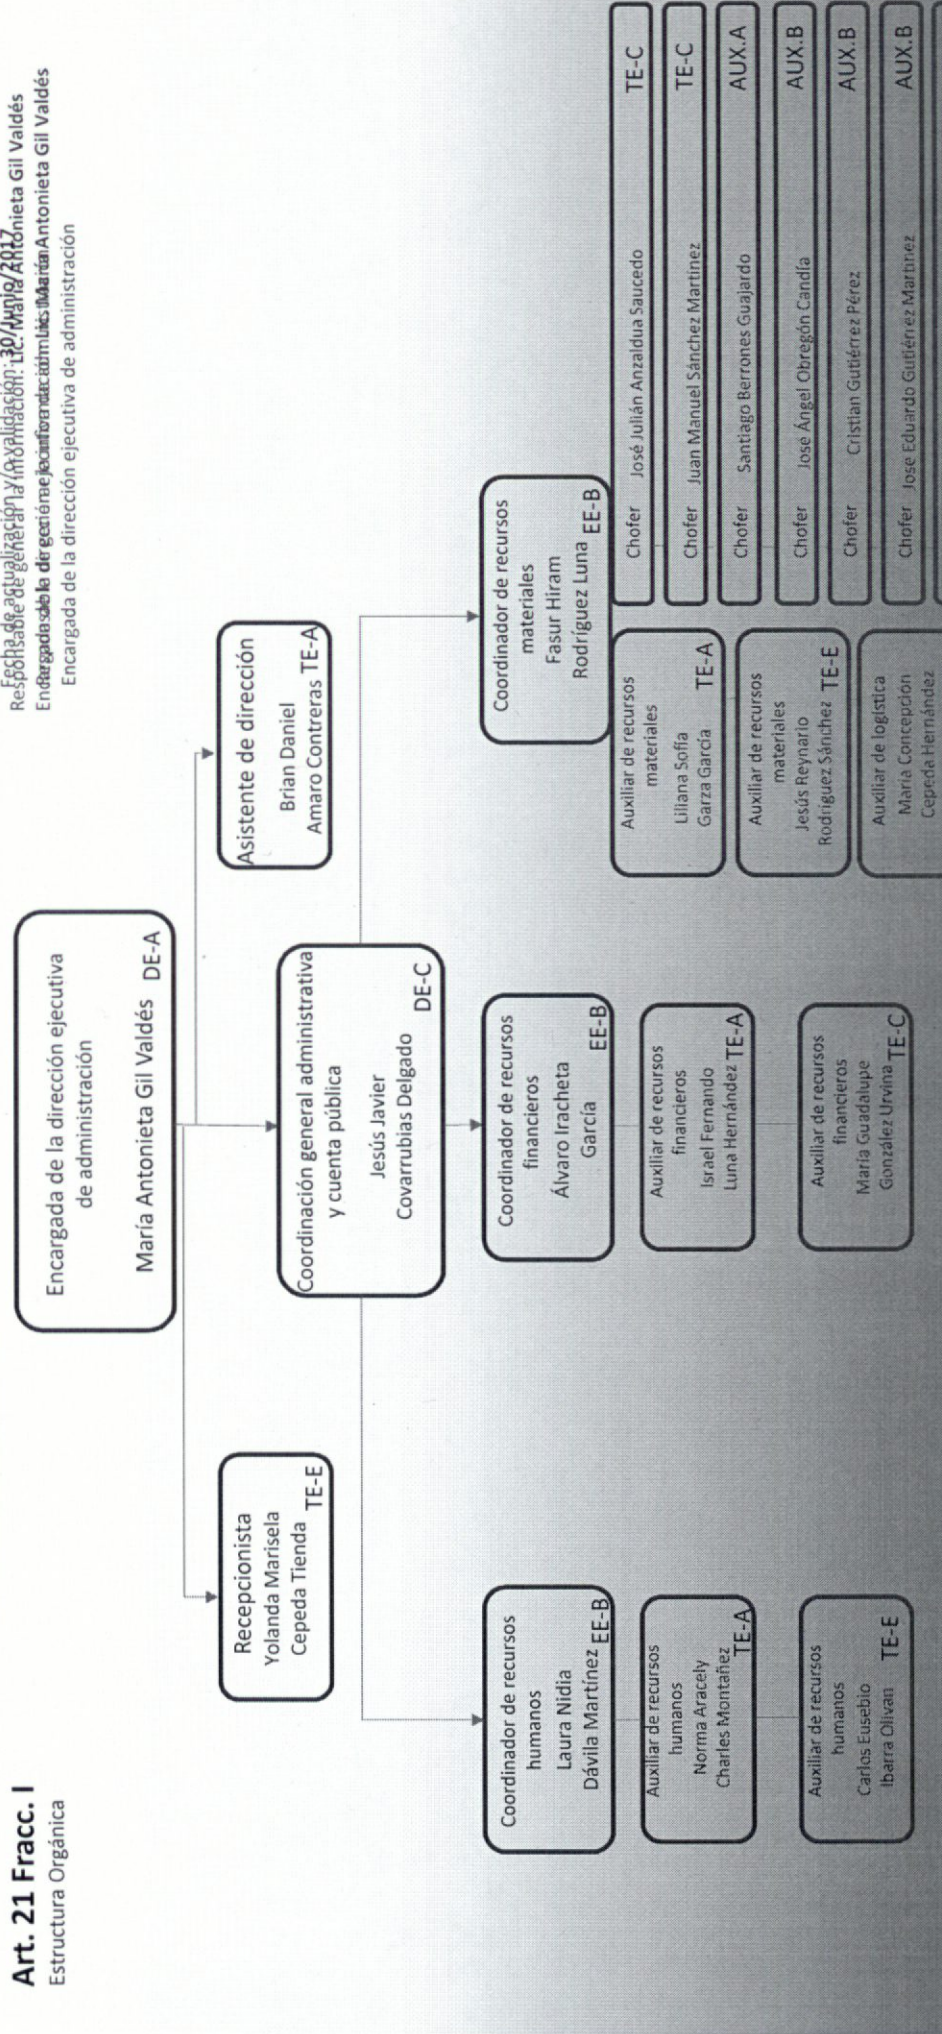 Art. 21 Fracc. I
Estructura Orgánica
Fecha de actualización y/o validación: 30/Junio/2017
Responsable de generar la información: Lic. María Antonieta Gil Valdés
Encargada de la dirección ejecutiva de administración
Encargada de la dirección ejecutiva
de administración
María Antonieta Gil Valdés DE-A
Recepcionista
Yolanda Marisela
Cepeda Tienda TE-E
Asistente de dirección
Brian Daniel
Amaro Contreras TE-A
Coordinación general administrativa
y cuenta pública
Jesús Javier
Covarrubias Delgado DE-C
Coordinador de recursos
humanos
Laura Nidia
Dávila Martínez EE-B
Auxiliar de recursos
humanos
Norma Aracely
Charles Montañez TE-A
Auxiliar de recursos
humanos
Carlos Eusebio
Ibarra Olivan TE-E
Coordinador de recursos
financieros
Álvaro Iracheta
García EE-B
Auxiliar de recursos
financieros
Israel Fernando
Luna Hernández TE-A
Auxiliar de recursos
financieros
María Guadalupe
González Urvina TE-C
Coordinador de recursos
materiales
Fasur Hiram
Rodríguez Luna EE-B
Auxiliar de recursos
materiales
Liliana Sofía
Garza García TE-A
Auxiliar de recursos
materiales
Jesús Reynario
Rodríguez Sánchez TE-E
Auxiliar de logística
María Concepción
Cepeda Hernández
Chofer José Julián Anzaldua Saucedo TE-C
Chofer Juan Manuel Sánchez Martínez TE-C
Chofer Santiago Berrones Guajardo AUX.A
Chofer José Ángel Obregón Candía AUX.B
Chofer Cristian Gutiérrez Pérez AUX.B
Chofer Jose Eduardo Gutiérrez Martínez AUX.B